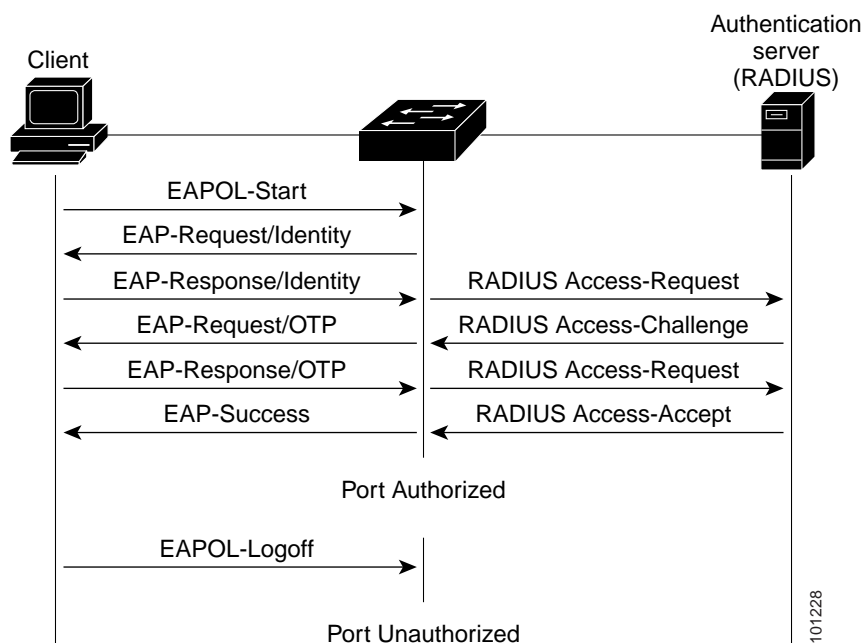 Authentication
server
(RADIUS)
Client
EAPOL-Start
EAP-Request/Identity
EAP-Response/Identity
RADIUS Access-Request
EAP-Request/OTP
RADIUS Access-Challenge
EAP-Response/OTP
RADIUS Access-Request
EAP-Success
RADIUS Access-Accept
Port Authorized
EAPOL-Logoff
Port Unauthorized
101228